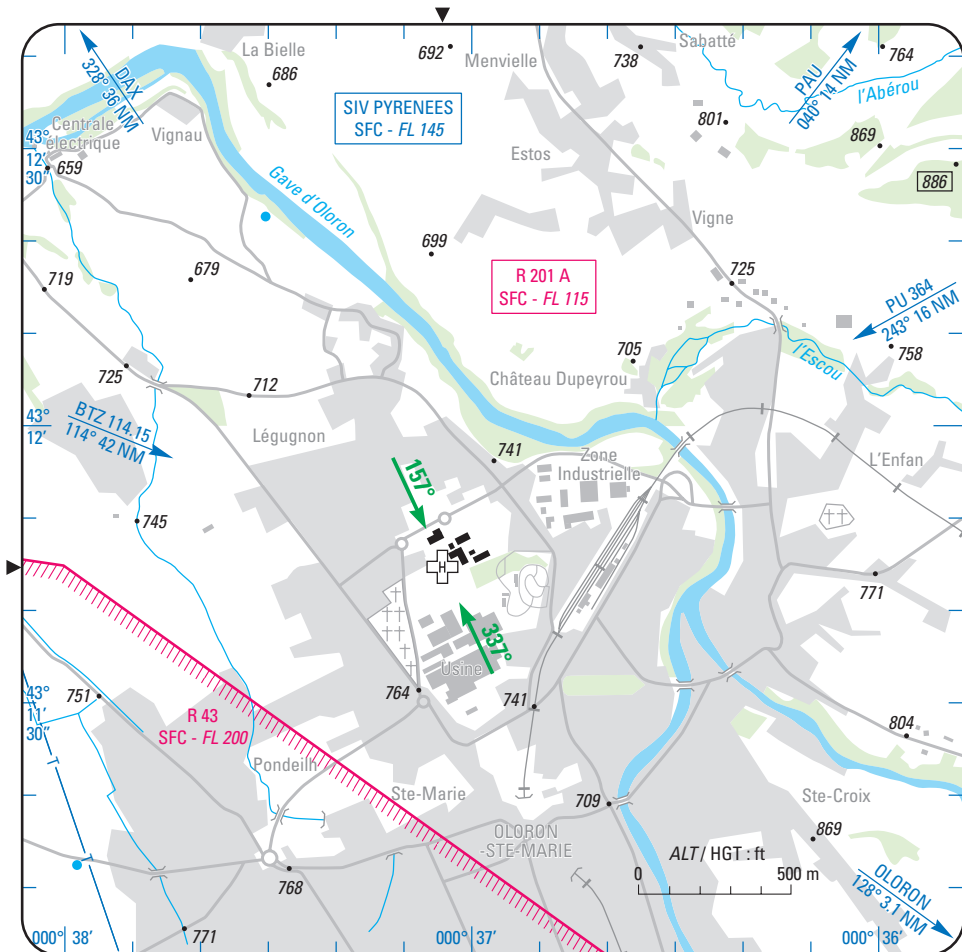 La Bielle
692
Menvielle
738
Sabatté
764
DAX
328° 36 NM
686
SIV PYRENEES
SFC - FL 145
PAU
040° 14 NM
l'Abérou
Centrale
électrique
Vignau
801
869
43°
12'
30"
659
Estos
886
Gave d'Oloron
Vigne
699
679
R 201 A
SFC - FL 115
725
719
PU 364
243° 16 NM
705
l'Escou
758
725
712
Château Dupeyrou
43°
12'
BTZ 114.15
114° 42 NM
Légugnon
741
Zone
Industrielle
L'Enfan
157°
745
H
771
337°
Usine
764
741
43°
11'
30"
751
R 43
SFC - FL 200
804
Pondeilh
Ste-Marie
709
Ste-Croix
OLORON
-STE-MARIE
869
ALT / HGT : ft
0 500 m
768
OLORON
128° 3.1 NM
T
T
771
000° 38'
000° 37'
000° 36'